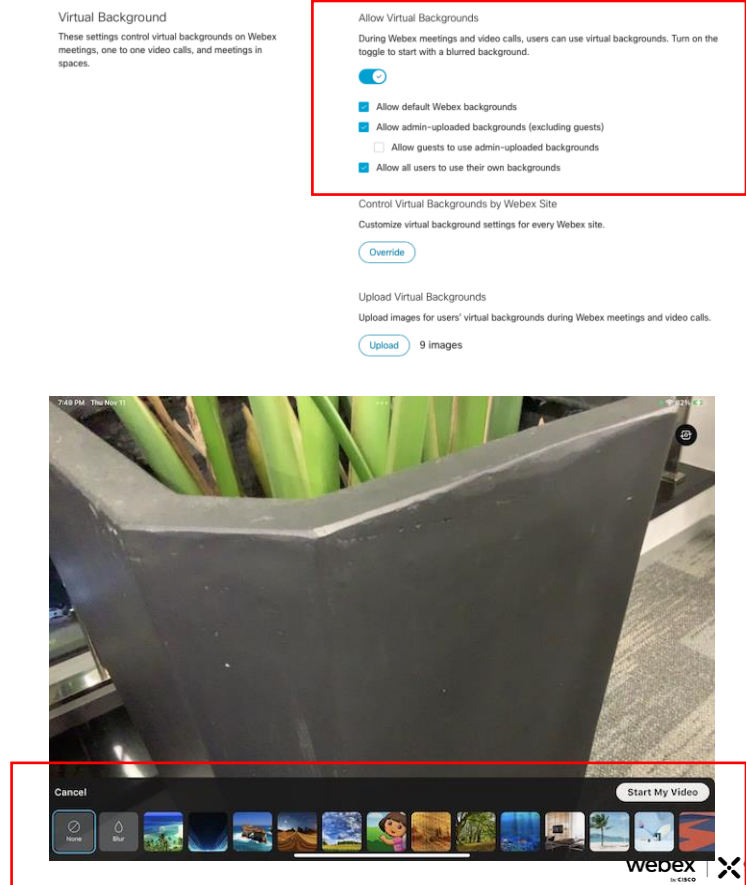 Virtual Background
These settings control virtual backgrounds on Webex
meetings, one to one video calls, and meetings in
spaces.
Allow Virtual Backgrounds
During Webex meetings and video calls, users can use virtual backgrounds. Turn on the
toggle to start with a blurred background.
Allow default Webex backgrounds
Allow admin-uploaded backgrounds (excluding guests)
Allow guests to use admin-uploaded backgrounds
Allow all users to use their own backgrounds
Control Virtual Backgrounds by Webex Site
Customize virtual background settings for every Webex site.
Override
Upload Virtual Backgrounds
Upload images for users' virtual backgrounds during Webex meetings and video calls.
Upload 9 images
7:49 PM Thu Nov 11 82%
Cancel Start My Video
None Blur
webex
by CISCO